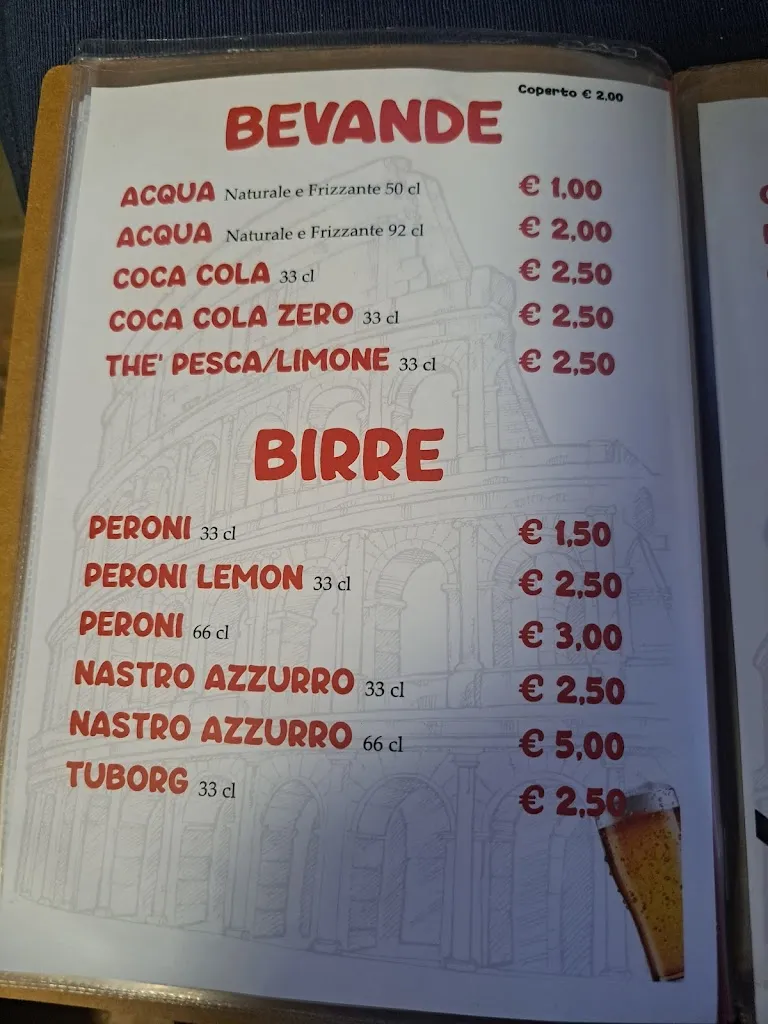 Coperto € 2,00
BEVANDE
ACQUA Naturale e Frizzante 50 cl € 1,00
ACQUA Naturale e Frizzante 92 cl € 2,00
COCA COLA 33 cl € 2,50
COCA COLA ZERO 33 cl € 2,50
THE' PESCA/LIMONE 33 cl € 2,50
BIRRE
PERONI 33 cl € 1,50
PERONI LEMON 33 cl € 2,50
PERONI 66 cl € 3,00
NASTRO AZZURRO 33 cl € 2,50
NASTRO AZZURRO 66 cl € 5,00
TUBORG 33 cl € 2,50